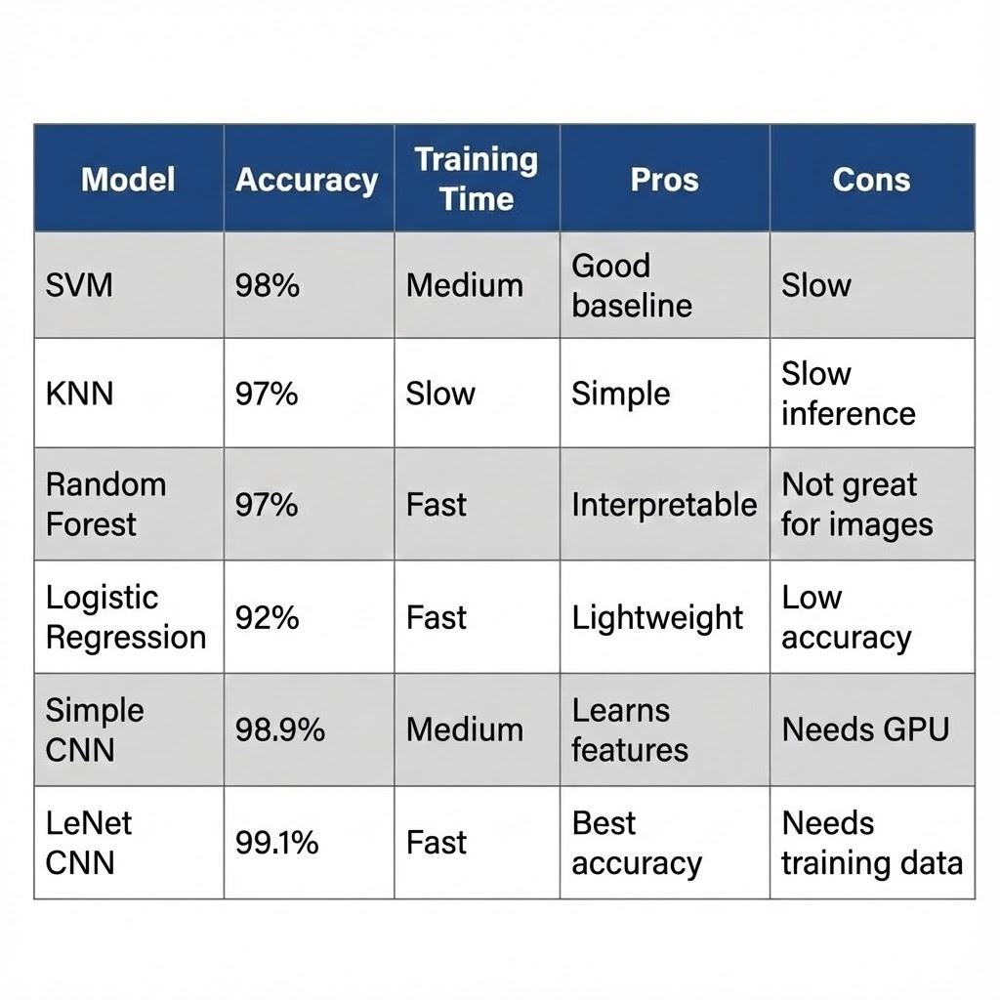 Model Accuracy Training Time Pros Cons
SVM 98% Medium Good baseline Slow
KNN 97% Slow Simple Slow inference
Random Forest 97% Fast Interpretable Not great for images
Logistic Regression 92% Fast Lightweight Low accuracy
Simple CNN 98.9% Medium Learns features Needs GPU
LeNet CNN 99.1% Fast Best accuracy Needs training data